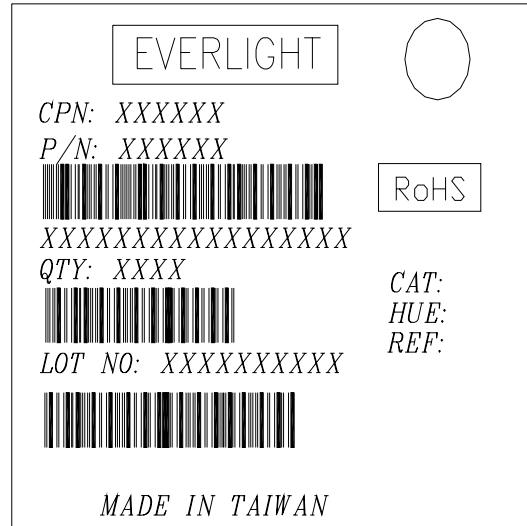 EVERLIGHT
CPN: XXXXXX
P/N: XXXXXX
RoHS
XXXXXXXXXXXXXXXXX
QTY: XXXX
CAT:
HUE:
REF:
LOT NO: XXXXXXXXXX
MADE IN TAIWAN